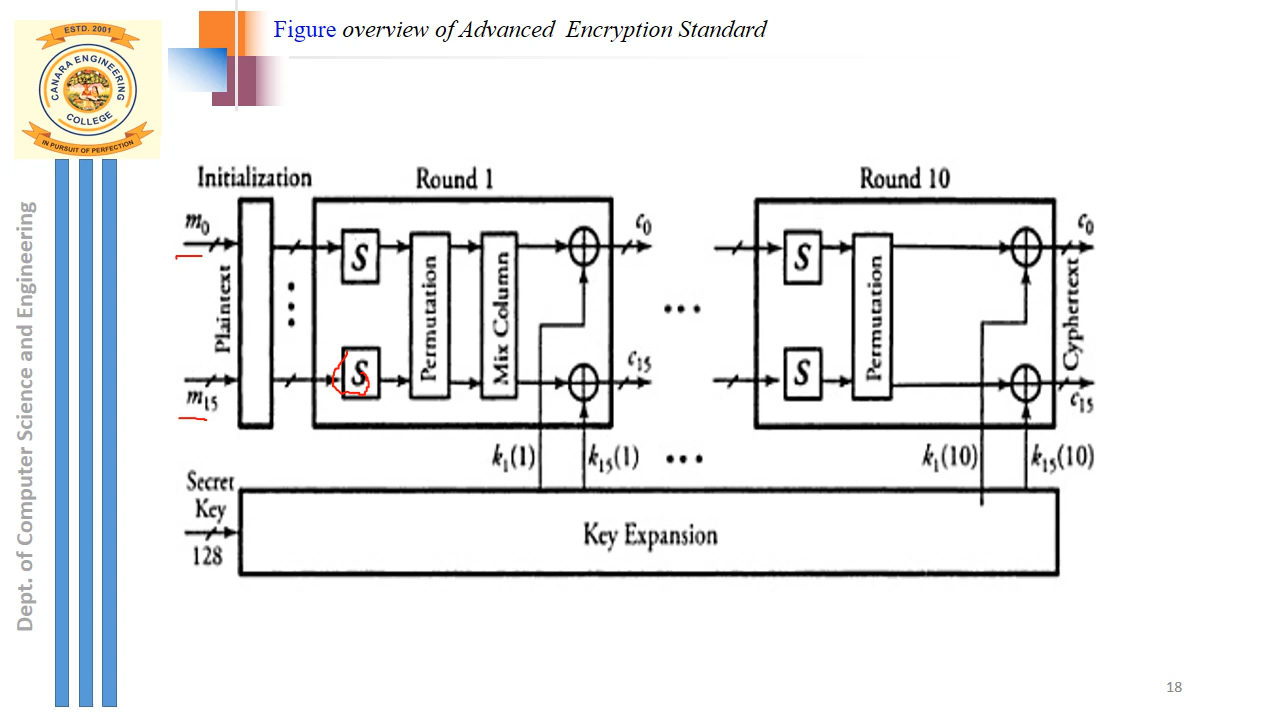 Figure overview of Advanced Encryption Standard
ESTD. 2001
CANARA ENGINEERING
COLLEGE
IN PURSUIT OF PERFECTION
Dept. of Computer Science and Engineering
Initialization
Round 1
Round 10
m0
c0
c0
S
S
Plaintext
Permutation
Mix Column
Permutation
Cyphertext
...
S
S
c15
m15
c15
k1(1)
k15(1)
...
k1(10)
k15(10)
Secret
Key
128
Key Expansion
18